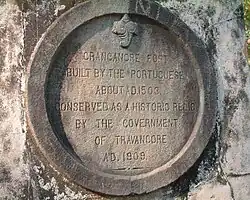 CRANGANORE FORT
BUILT BY THE PORTUGUESE
ABOUT A.D. 1503.
CONSERVED AS A HISTORIC RELIC
BY THE GOVERNMENT
OF TRAVANCORE
A.D. 1909.